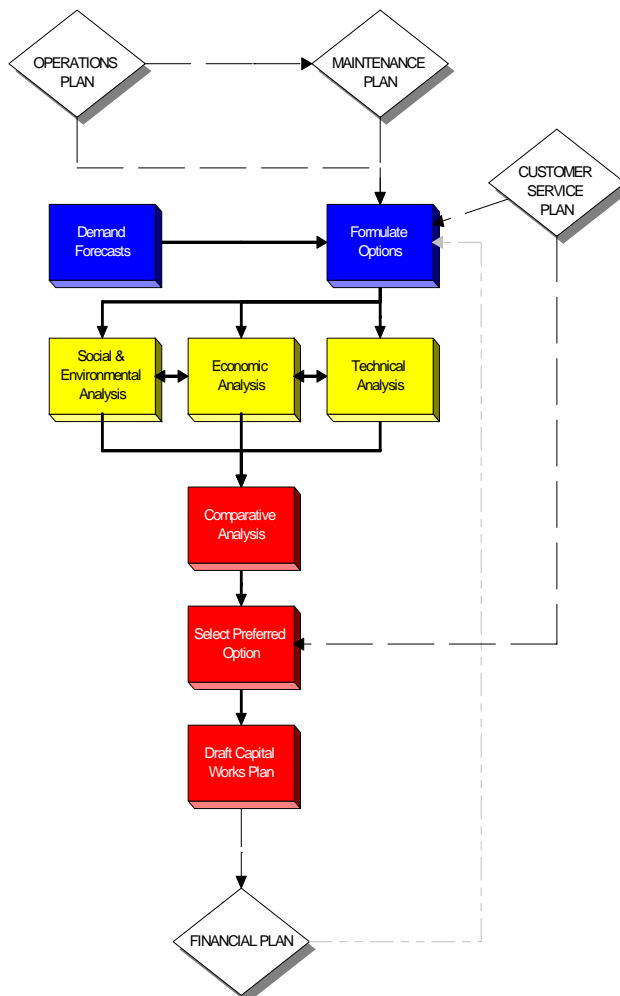 OPERATIONS
PLAN
MAINTENANCE
PLAN
CUSTOMER
SERVICE
PLAN
Demand
Forecasts
Formulate
Options
Social &
Environmental
Analysis
Economic
Analysis
Technical
Analysis
Comparative
Analysis
Select Preferred
Option
Draft Capital
Works Plan
FINANCIAL PLAN